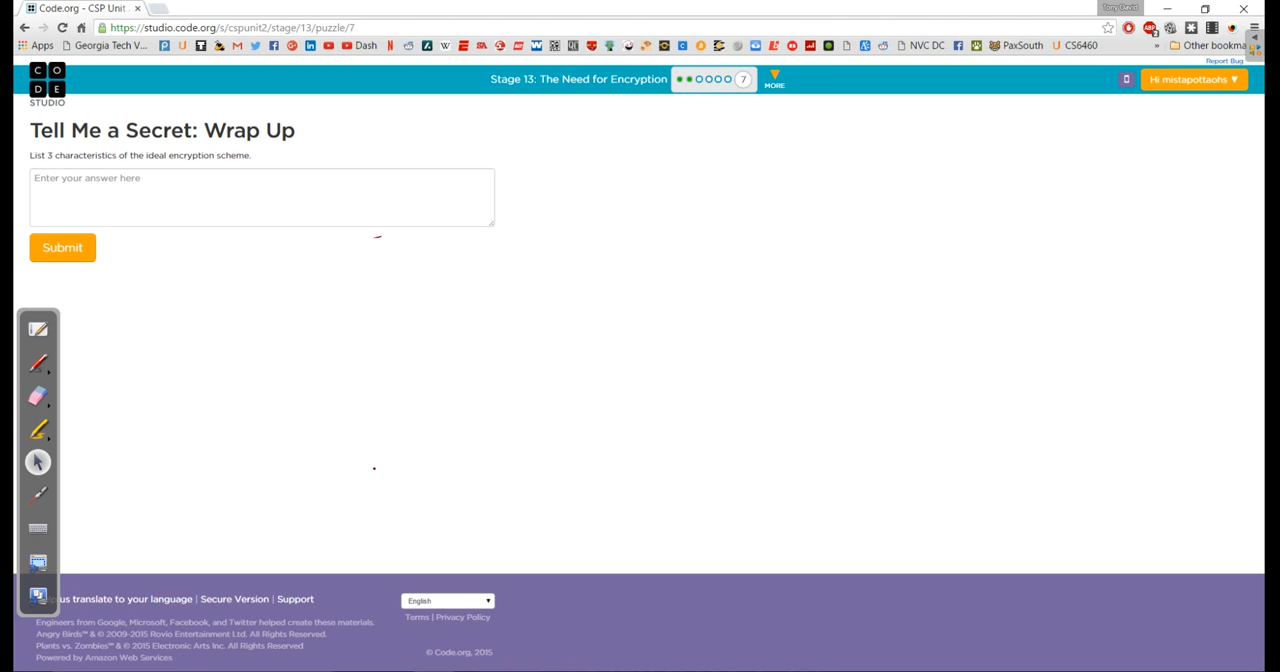 Code.org - CSP Unit
Tony David
https://studio.code.org/s/cspunit2/stage/13/puzzle/7
Apps
Georgia Tech V...
Dash
NVC DC
PaxSouth
CS6460
»
Other bookma
Report Bug
C O
D E
STUDIO
Stage 13: The Need for Encryption
7
MORE
Hi mistapottaohs ▼
Tell Me a Secret: Wrap Up
List 3 characteristics of the ideal encryption scheme.
Enter your answer here
Submit
us translate to your language | Secure Version | Support
English
Terms | Privacy Policy
Engineers from Google, Microsoft, Facebook, and Twitter helped create these materials.
Angry Birds™ & © 2009-2015 Rovio Entertainment Ltd. All Rights Reserved.
Plants vs. Zombies™ & © 2015 Electronic Arts Inc. All Rights Reserved
Powered by Amazon Web Services
© Code.org, 2015